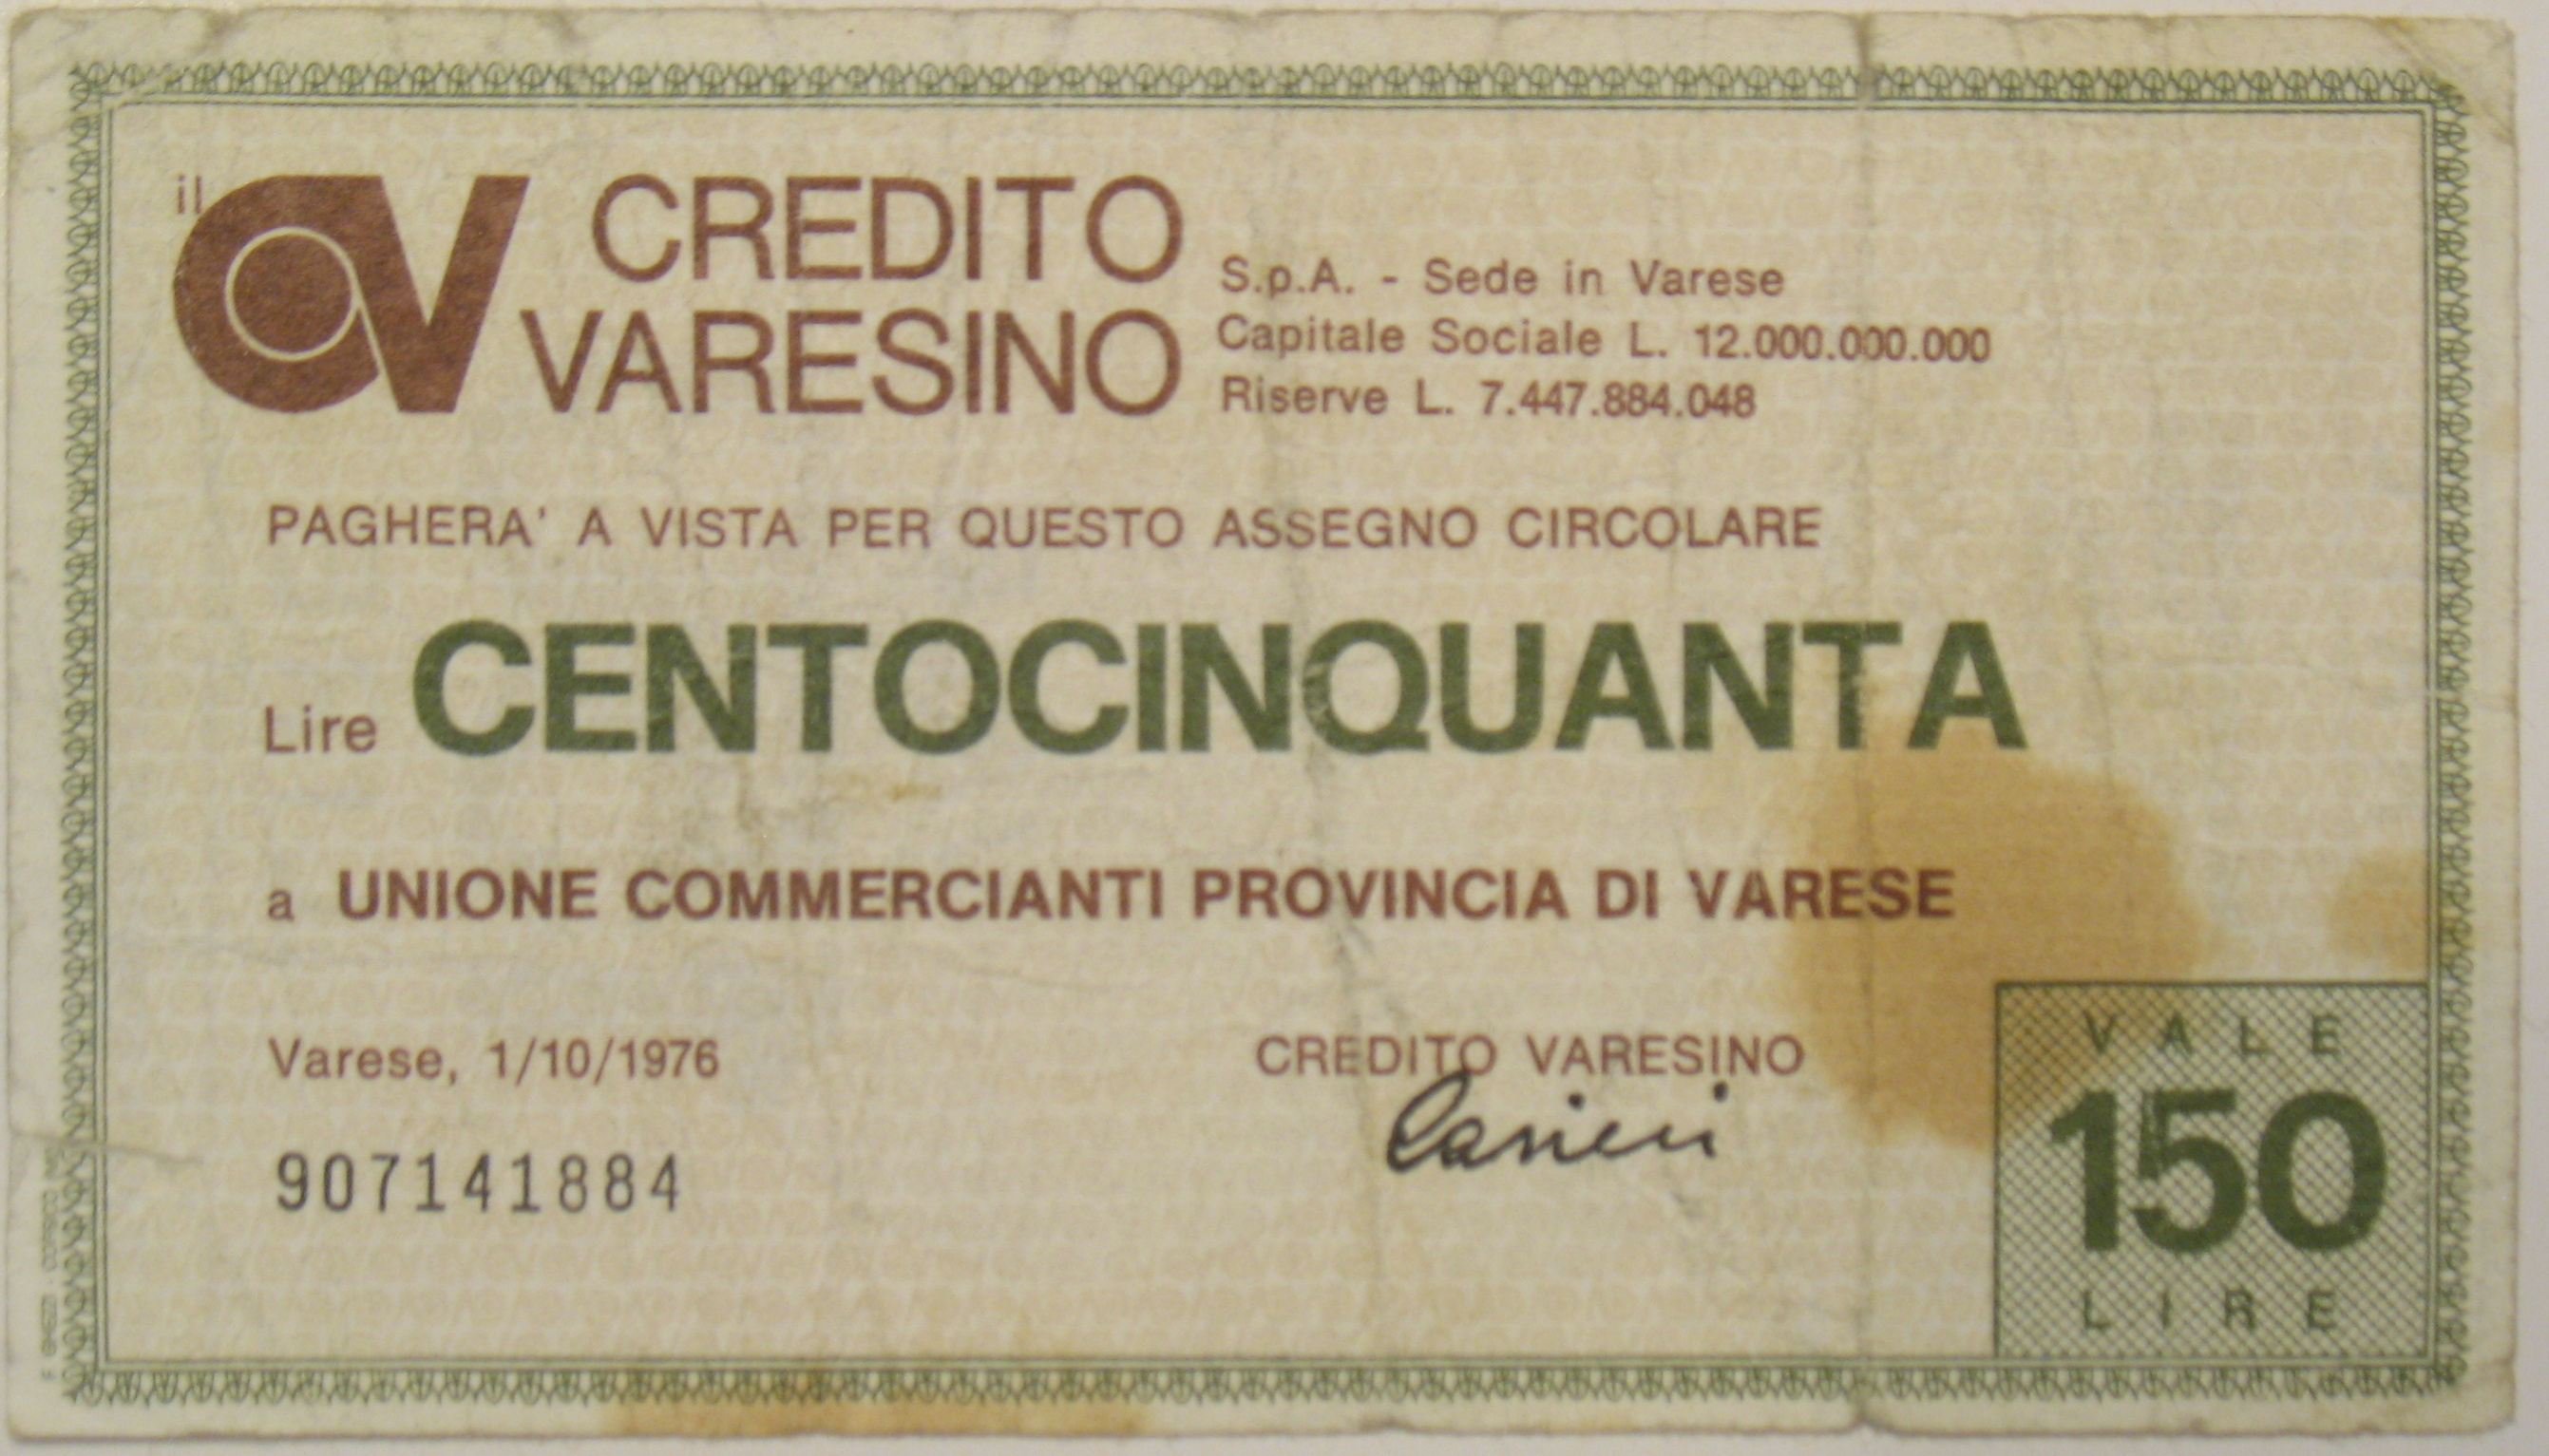 il CV CREDITO VARESINO
S.p.A. - Sede in Varese
Capitale Sociale L. 12.000.000.000
Riserve L. 7.447.884.048
PAGHERA' A VISTA PER QUESTO ASSEGNO CIRCOLARE
Lire CENTOCINQUANTA
a UNIONE COMMERCIANTI PROVINCIA DI VARESE
Varese, 1/10/1976
CREDITO VARESINO
907141884
VALE
150
LIRE